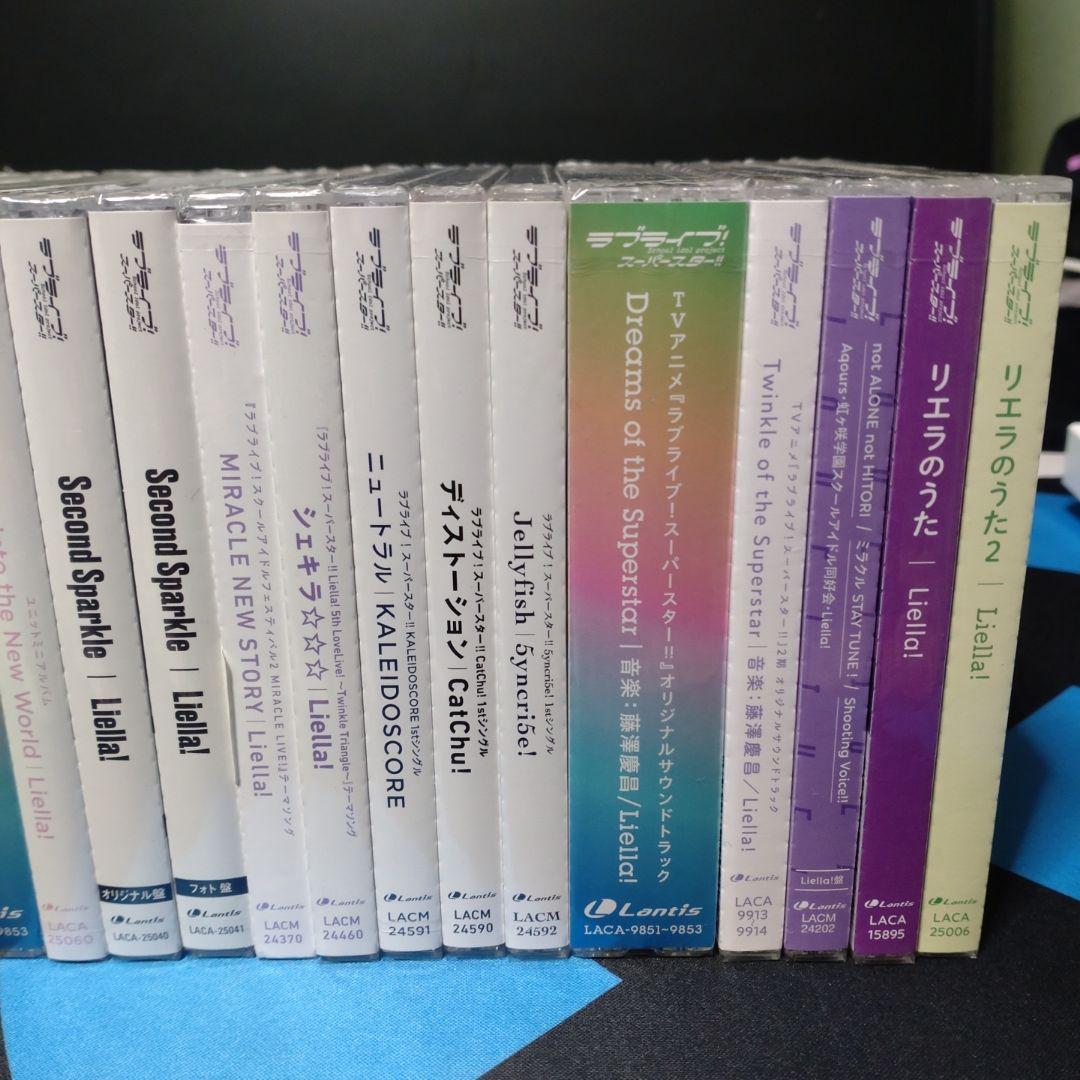 9853
ユニットミニアルバム
into the New World | Liella!
LACA
25060
ラブライブ!
スーパースター!!
Second Sparkle | Liella!
オリジナル盤
Lantis
LACA-25040
ラブライブ!
スーパースター!!
Second Sparkle | Liella!
フォト盤
Lantis
LACA-25041
ラブライブ!
スーパースター!!
『ラブライブ!スクールアイドルフェスティバル2 MIRACLE LIVE!』テーマソング
MIRACLE NEW STORY | Liella!
Lantis
LACM
24370
ラブライブ!
スーパースター!!
「ラブライブ!スーパースター!! Liella! 5th LoveLive! ~Twinkle Triangle~」テーマソング
シェキラ☆☆☆ | Liella!
Lantis
LACM
24460
ラブライブ!
スーパースター!!
ラブライブ!スーパースター!! KALEIDOSCORE 1stシングル
ニュートラル | KALEIDOSCORE
Lantis
LACM
24591
ラブライブ!
スーパースター!!
ラブライブ!スーパースター!! CatChu! 1stシングル
ディストーション | CatChu!
Lantis
LACM
24590
ラブライブ!
スーパースター!!
ラブライブ!スーパースター!! 5yncri5e! 1stシングル
Jellyfish | 5yncri5e!
Lantis
LACM
24592
ラブライブ!
School idol project
スーパースター!!
TVアニメ『ラブライブ!スーパースター!!』オリジナルサウンドトラック
Dreams of the Superstar | 音楽:藤澤慶昌/Liella!
Lantis
LACA-9851~9853
ラブライブ!
スーパースター!!
TVアニメ『ラブライブ!スーパースター!!』2期 オリジナルサウンドトラック
Twinkle of the Superstar | 音楽:藤澤慶昌/Liella!
Lantis
LACA
9913
9914
ラブライブ!
スーパースター!!
not ALONE not HITORI / ミラクル STAY TUNE! / Shooting Voice!!
Aqours・虹ヶ咲学園スクールアイドル同好会・Liella!
Liella!盤
Lantis
LACM
24202
ラブライブ!
スーパースター!!
リエラのうた | Liella!
Lantis
LACA
15895
ラブライブ!
スーパースター!!
リエラのうた2 | Liella!
Lantis
LACA
25006